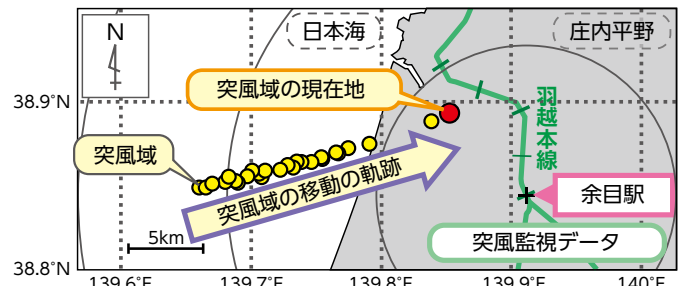 N
日本海
庄内平野
38.9°N
突風域の現在地
羽越本線
突風域
突風域の移動の軌跡
余目駅
5km
突風監視データ
38.8°N
139.6°E
139.7°E
139.8°E
139.9°E
140°E